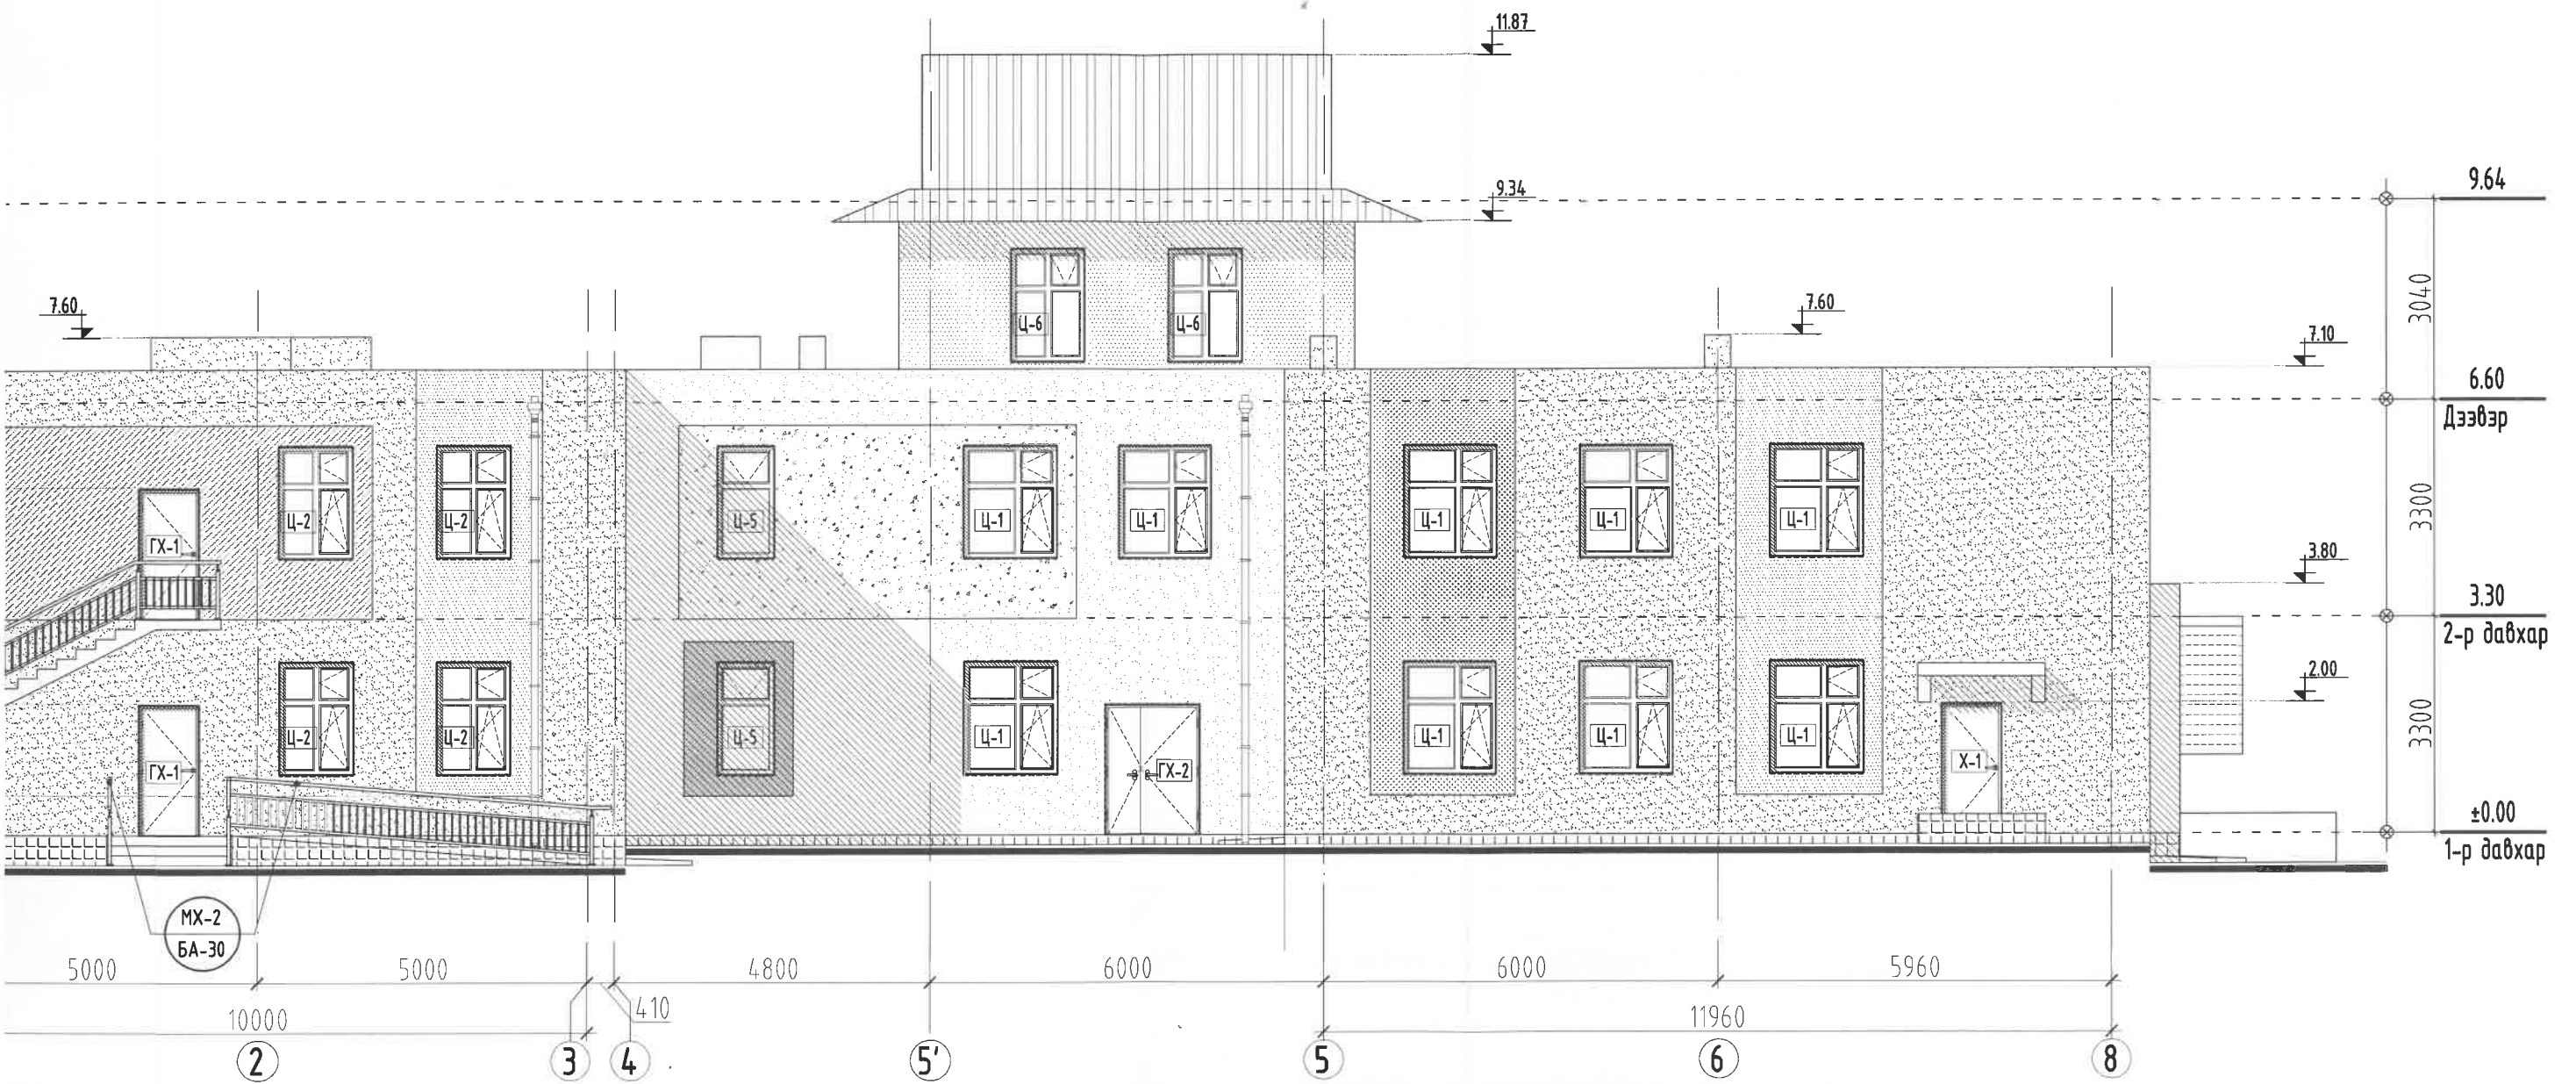 11.87
9.34
9.64
7.60
7.60
7.10
6.60
Дээвэр
3040
3300
3300
3.80
3.30
2-р давхар
2.00
±0.00
1-р давхар
Ц-6
Ц-6
ГХ-1
Ц-2
Ц-2
Ц-5
Ц-1
Ц-1
Ц-1
Ц-1
Ц-1
ГХ-1
Ц-2
Ц-2
Ц-5
Ц-1
ГХ-2
Ц-1
Ц-1
Ц-1
Х-1
МХ-2
БА-30
5000
5000
4800
6000
6000
5960
410
10000
11960
2
3
4
5'
5
6
8